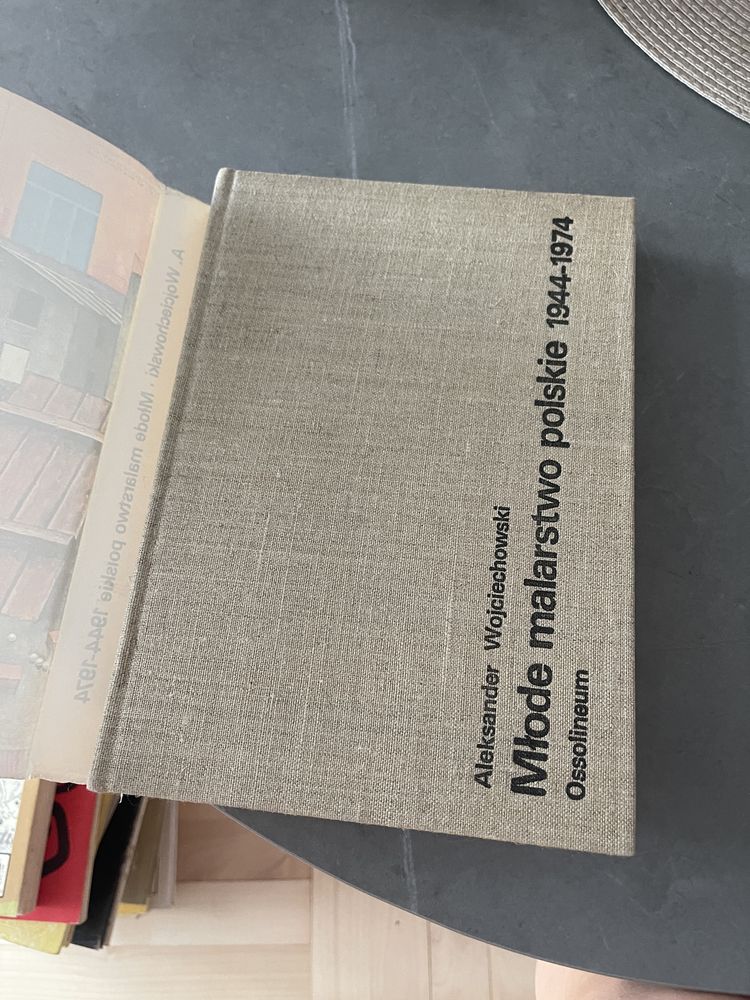 Aleksander Wojciechowski
Młode malarstwo polskie 1944-1974
Ossolineum
A. Wojciechowski · Młode malarstwo polskie 1944-1974